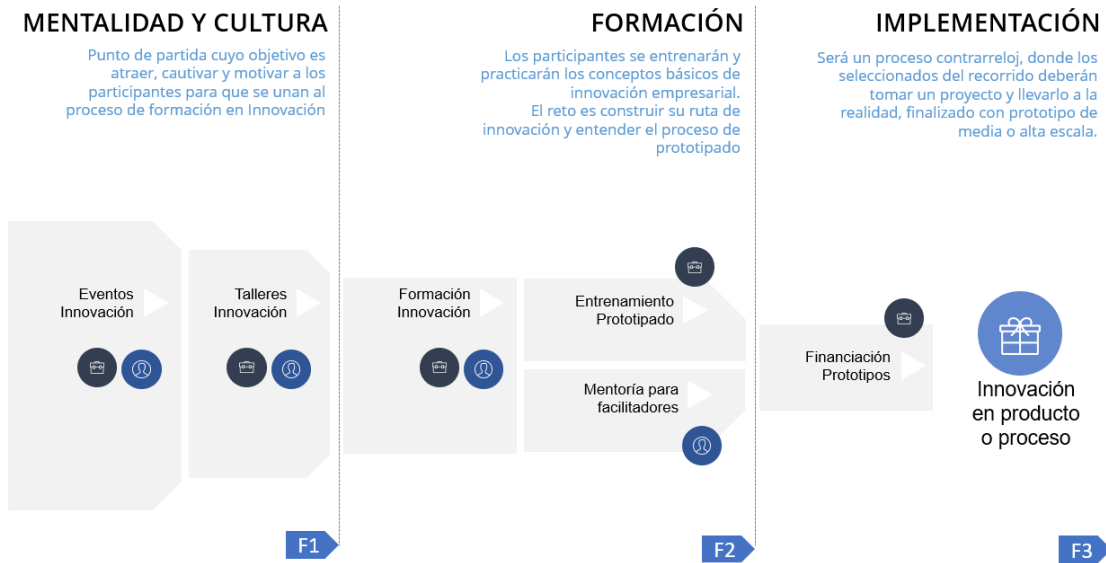 MENTALIDAD Y CULTURA
Punto de partida cuyo objetivo es
atraer, cautivar y motivar a los
participantes para que se unan al
proceso de formación en Innovación
FORMACIÓN
Los participantes se entrenarán y
practicarán los conceptos básicos de
innovación empresarial.
El reto es construir su ruta de
innovación y entender el proceso de
prototipado
IMPLEMENTACIÓN
Será un proceso contrarreloj, donde los
seleccionados del recorrido deberán
tomar un proyecto y llevarlo a la
realidad, finalizado con prototipo de
media o alta escala.
Eventos
Innovación
Talleres
Innovación
Formación
Innovación
Entrenamiento
Prototipado
Mentoría para
facilitadores
Financiación
Prototipos
Innovación
en producto
o proceso
F1
F2
F3